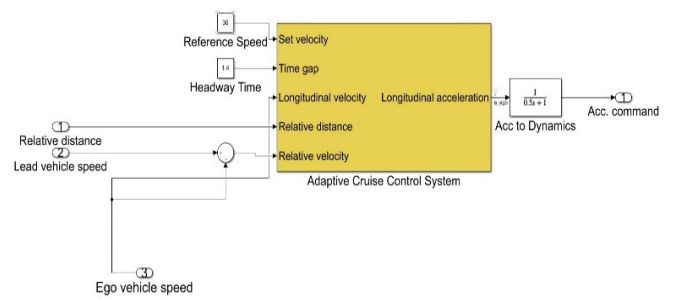 30
Reference Speed
Set velocity
1.4
Headway Time
Time gap
Longitudinal velocity
Longitudinal acceleration
1
0.5s+1
1
Acc. command
Acc to Dynamics
1
Relative distance
Relative distance
2
Lead vehicle speed
Relative velocity
Adaptive Cruise Control System
3
Ego vehicle speed